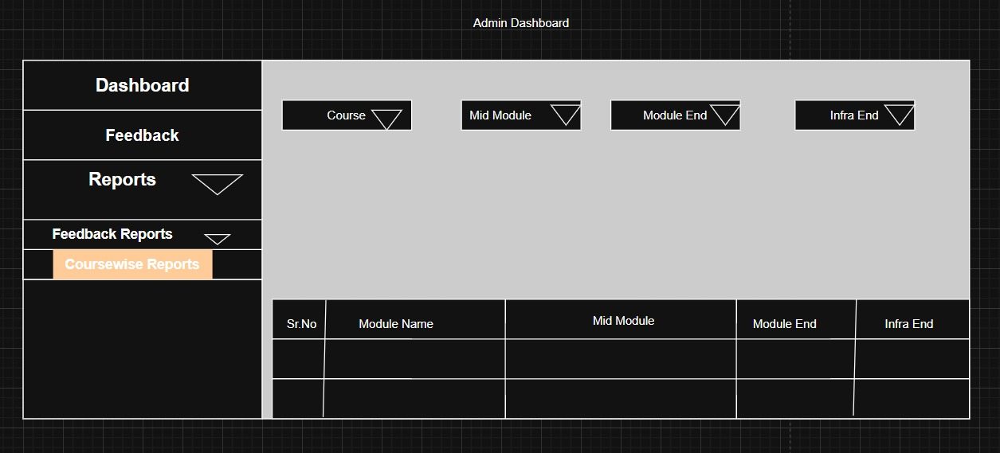 Admin Dashboard
Dashboard
Feedback
Reports
Feedback Reports
Coursewise Reports
Course
Mid Module
Module End
Infra End
Sr.No
Module Name
Mid Module
Module End
Infra End